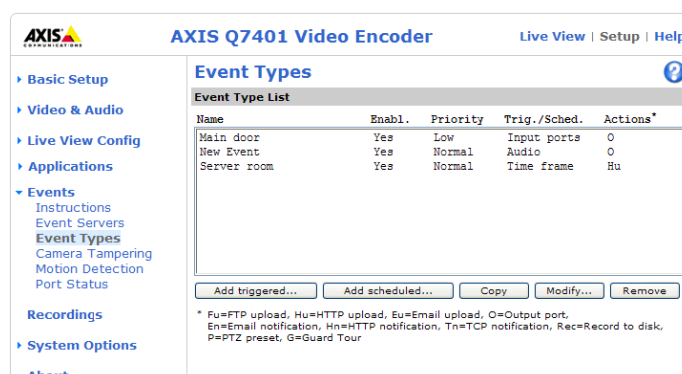 AXIS
COMMUNICATIONS
AXIS Q7401 Video Encoder
Live View | Setup | Help
Basic Setup
Video & Audio
Live View Config
Applications
Events
Instructions
Event Servers
Event Types
Camera Tampering
Motion Detection
Port Status
Recordings
System Options
About
Event Types
?
Event Type List
Name Enabl. Priority Trig./Sched. Actions*
Main door Yes Low Input ports O
New Event Yes Normal Audio O
Server room Yes Normal Time frame Hu
Add triggered... Add scheduled... Copy Modify... Remove
* Fu=FTP upload, Hu=HTTP upload, Eu=Email upload, O=Output port,
En=Email notification, Hn=HTTP notification, Tn=TCP notification, Rec=Record to disk,
P=PTZ preset, G=Guard Tour